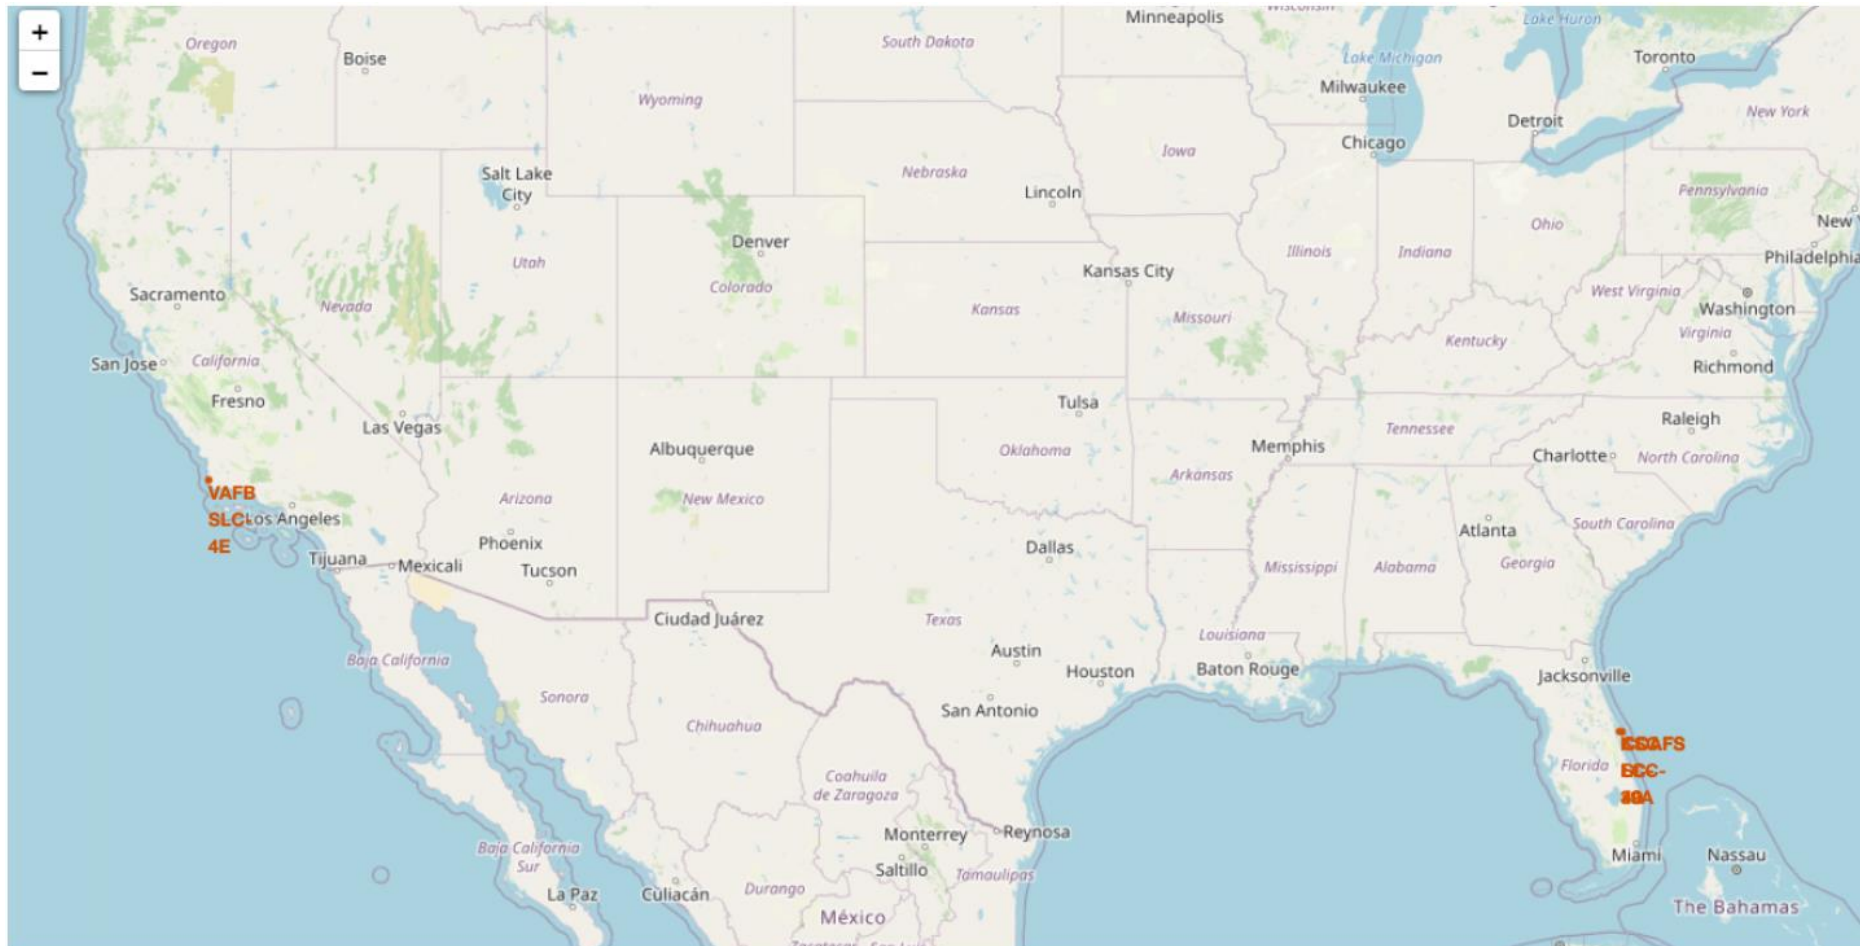 +
−
Oregon
Boise
Wyoming
South Dakota
Minneapolis
Lake Michigan
Lake Huron
Toronto
Milwaukee
Chicago
Detroit
New York
Iowa
Nebraska
Lincoln
Salt Lake
City
Pennsylvania
New
Philadelphia
Denver
Utah
Colorado
Kansas City
Illinois
Indiana
Ohio
West Virginia
Washington
Sacramento
Nevada
Kansas
Missouri
Kentucky
Virginia
Richmond
San Jose
California
Fresno
Las Vegas
Tulsa
Raleigh
Albuquerque
Oklahoma
Memphis
Tennessee
Charlotte
North Carolina
VAFB
SLC-
4E
Los Angeles
Arizona
New Mexico
Arkansas
Atlanta
South Carolina
Phoenix
Dallas
Tijuana
Mexicali
Tucson
Mississippi
Alabama
Georgia
Ciudad Juárez
Texas
Louisiana
Baja California
Austin
Houston
Baton Rouge
Jacksonville
Sonora
San Antonio
Chihuahua
Florida
Coahuila
de Zaragoza
Monterrey
Reynosa
Baja California
Sur
Saltillo
Tamaulipas
Miami
Nassau
La Paz
Culiacán
Durango
México
The Bahamas